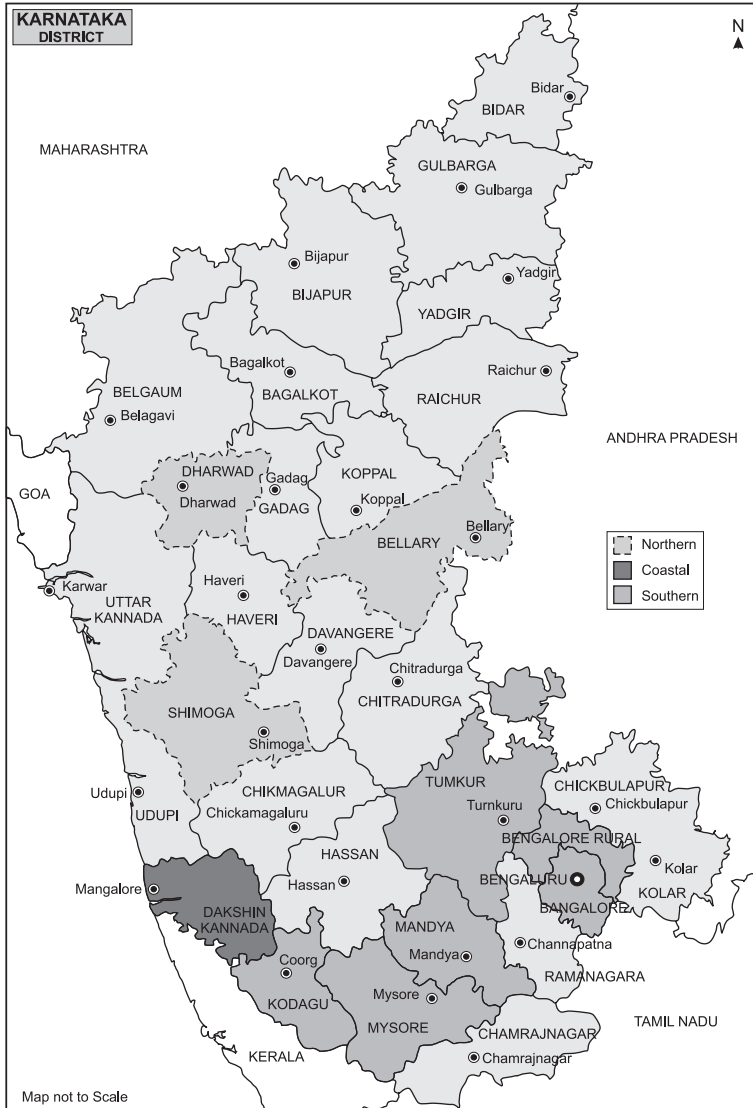 KARNATAKA
DISTRICT
N
Bidar
BIDAR
MAHARASHTRA
GULBARGA
Gulbarga
Bijapur
BIJAPUR
Yadgir
YADGIR
Bagalkot
BAGALKOT
Raichur
RAICHUR
BELGAUM
Belagavi
ANDHRA PRADESH
GOA
DHARWAD
Dharwad
Gadag
GADAG
KOPPAL
Koppal
BELLARY
Bellary
Northern
Coastal
Southern
Karwar
UTTAR
KANNADA
Haveri
HAVERI
DAVANGERE
Davangere
Chitradurga
CHITRADURGA
SHIMOGA
Shimoga
Udupi
UDUPI
CHIKMAGALUR
Chickamagaluru
TUMKUR
Turnkuru
CHICKBULAPUR
Chickbulapur
BENGALORE RURAL
HASSAN
Hassan
BENGALURU
BANGALORE
Kolar
KOLAR
Mangalore
DAKSHIN
KANNADA
MANDYA
Mandya
Channapatna
RAMANAGARA
Coorg
KODAGU
Mysore
MYSORE
CHAMRAJNAGAR
Chamrajnagar
TAMIL NADU
KERALA
Map not to Scale